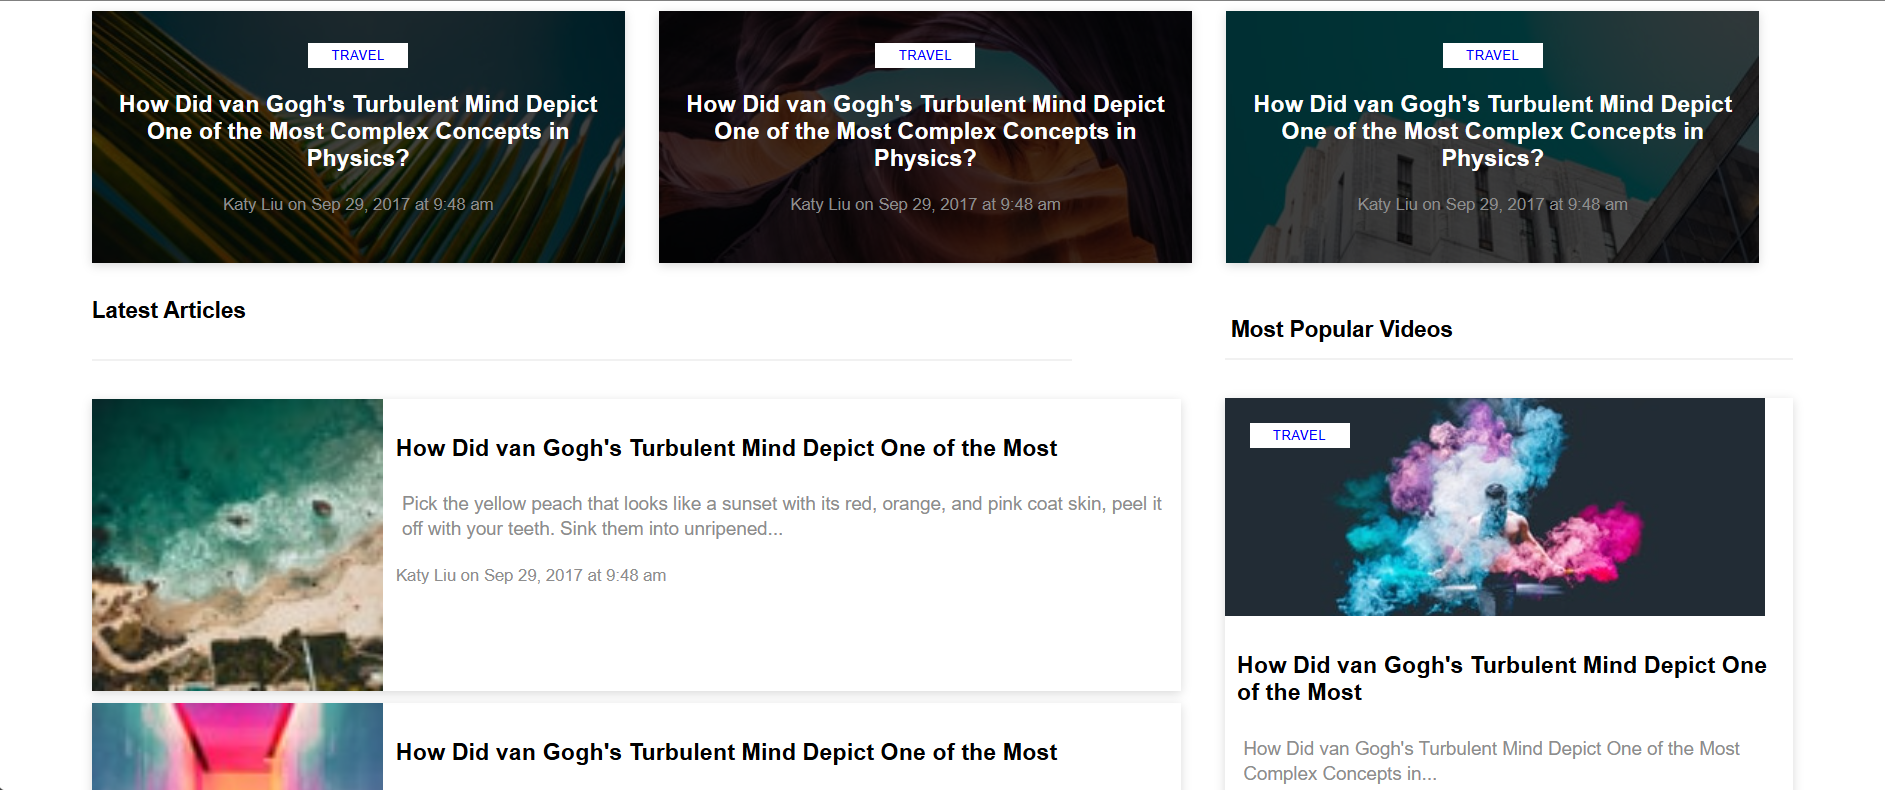 TRAVEL
How Did van Gogh's Turbulent Mind Depict
One of the Most Complex Concepts in
Physics?
Katy Liu on Sep 29, 2017 at 9:48 am
TRAVEL
How Did van Gogh's Turbulent Mind Depict
One of the Most Complex Concepts in
Physics?
Katy Liu on Sep 29, 2017 at 9:48 am
TRAVEL
How Did van Gogh's Turbulent Mind Depict
One of the Most Complex Concepts in
Physics?
Katy Liu on Sep 29, 2017 at 9:48 am
Latest Articles
How Did van Gogh's Turbulent Mind Depict One of the Most
Pick the yellow peach that looks like a sunset with its red, orange, and pink coat skin, peel it
off with your teeth. Sink them into unripened...
Katy Liu on Sep 29, 2017 at 9:48 am
How Did van Gogh's Turbulent Mind Depict One of the Most
Most Popular Videos
TRAVEL
How Did van Gogh's Turbulent Mind Depict One
of the Most
How Did van Gogh's Turbulent Mind Depict One of the Most
Complex Concepts in...